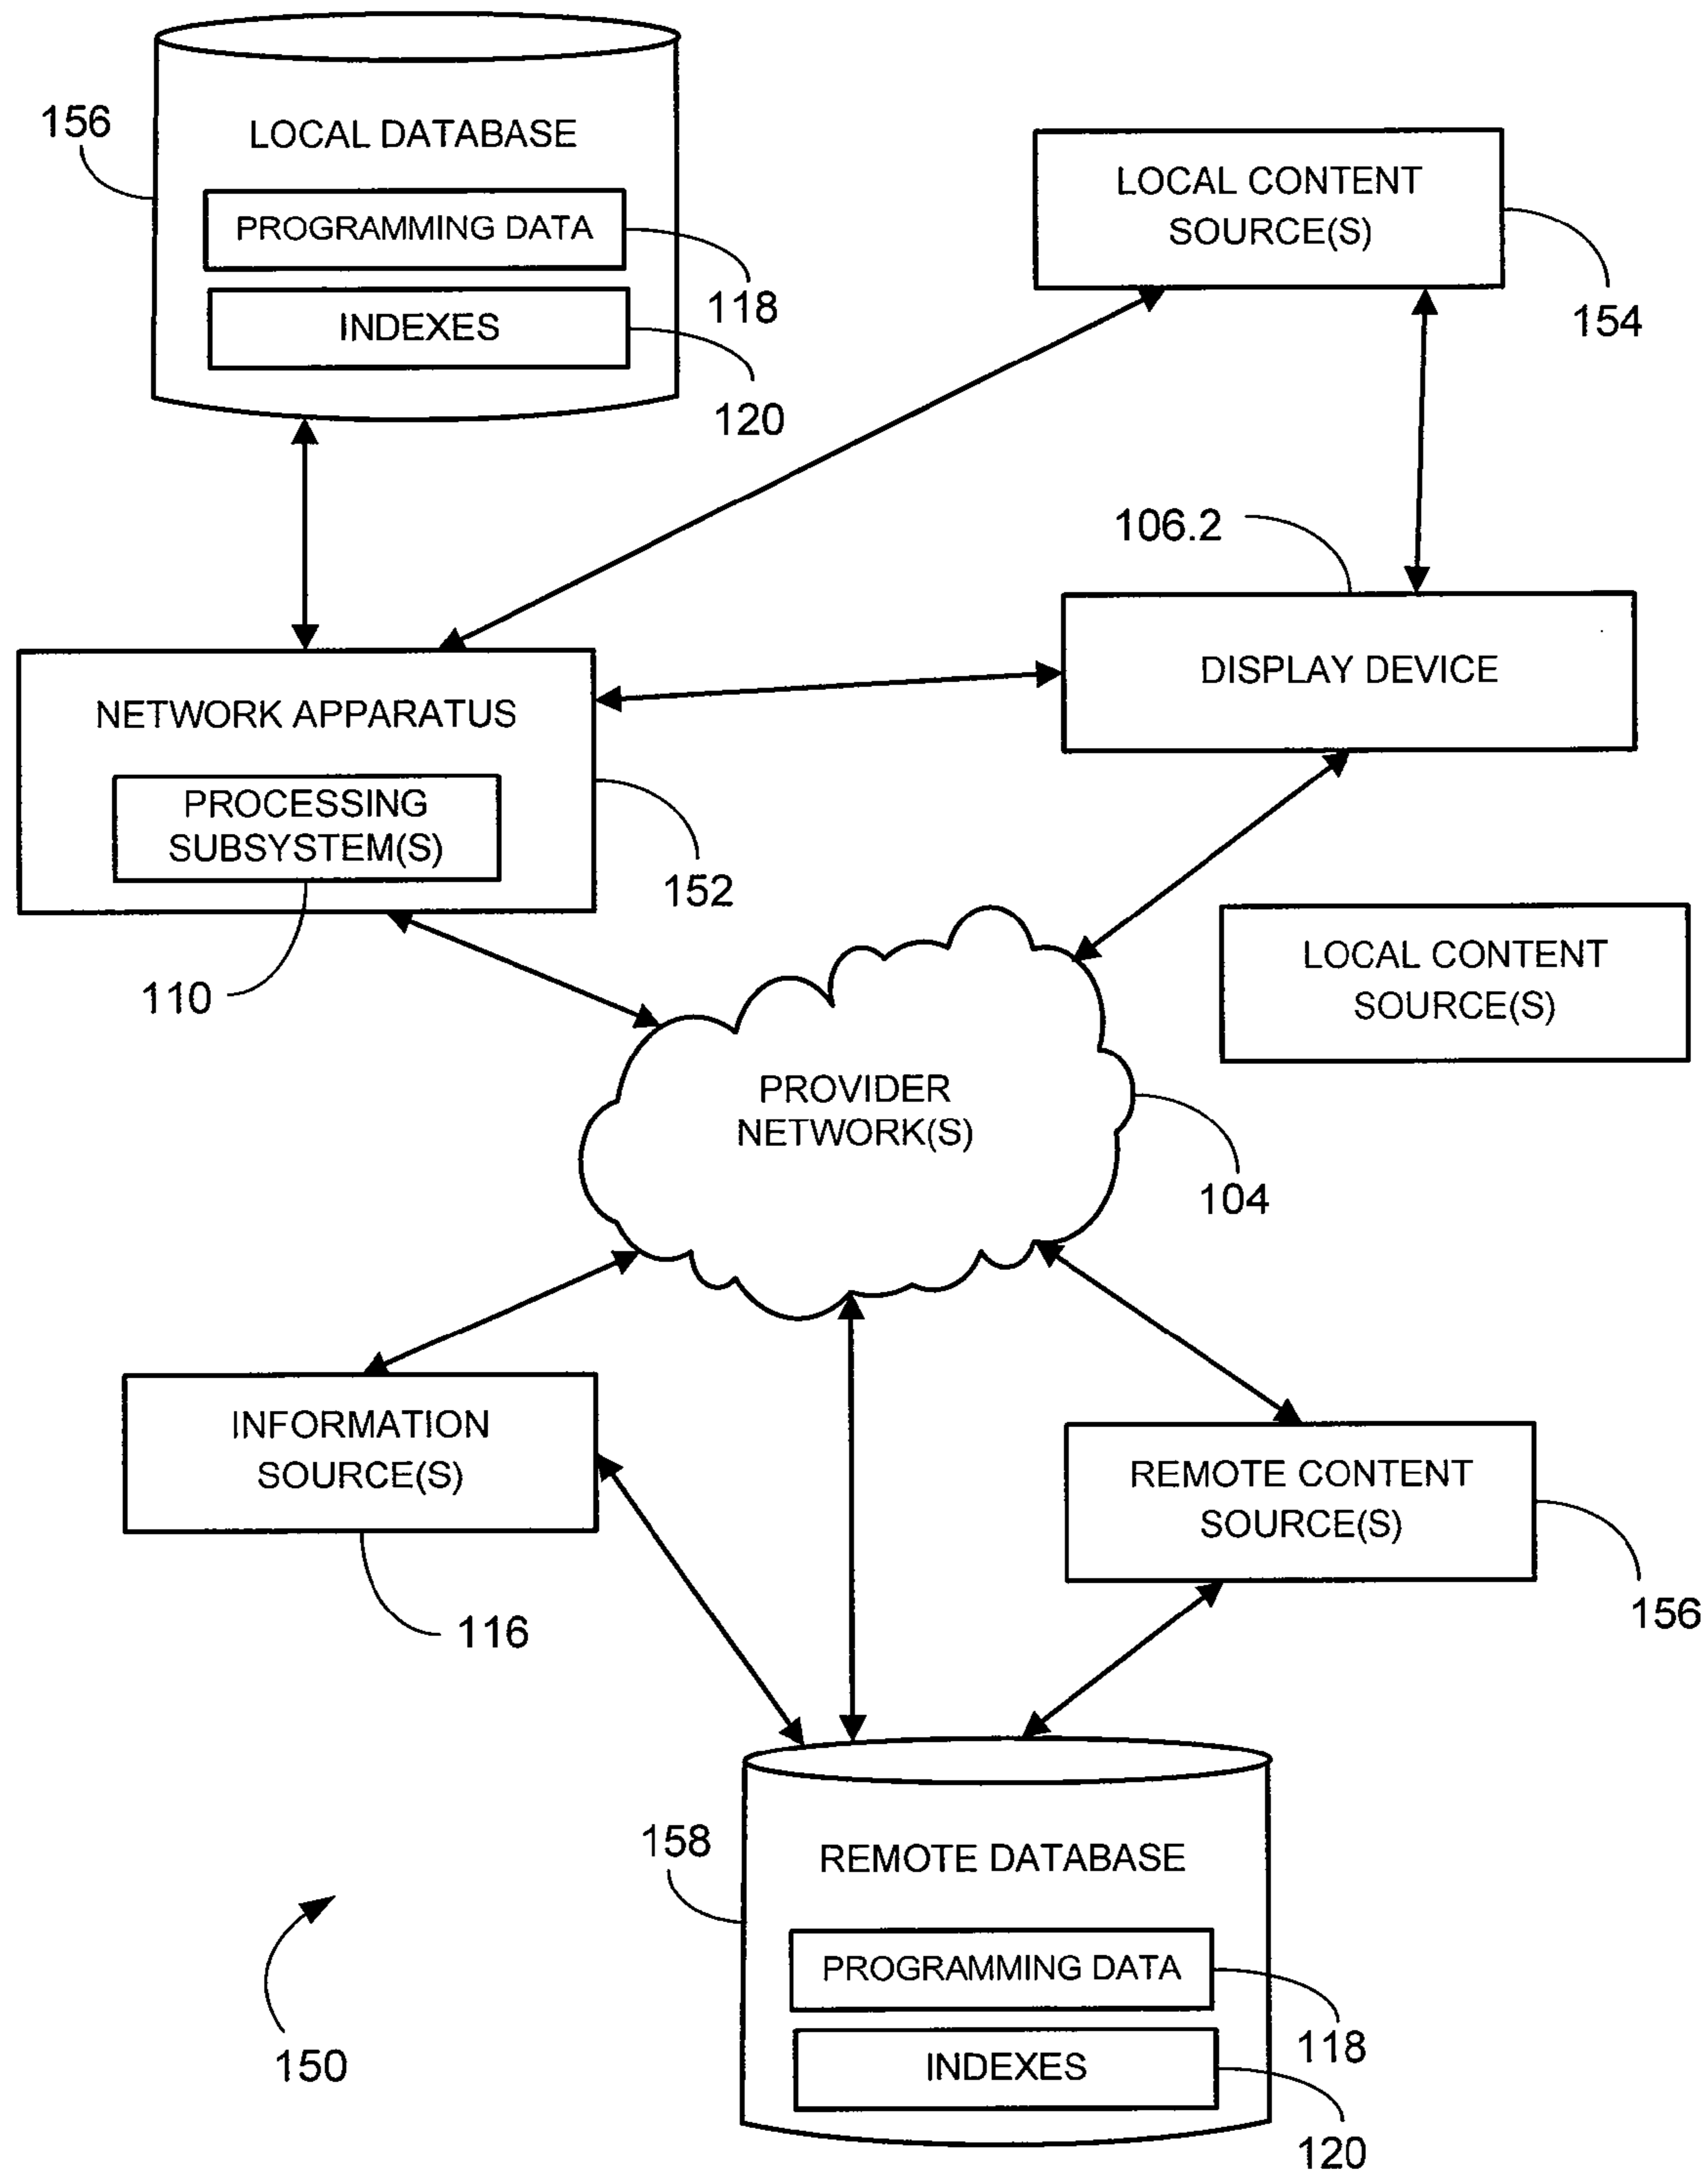 156
LOCAL DATABASE
PROGRAMMING DATA
118
INDEXES
120
LOCAL CONTENT
SOURCE(S)
154
106.2
DISPLAY DEVICE
NETWORK APPARATUS
PROCESSING
SUBSYSTEM(S)
152
110
LOCAL CONTENT
SOURCE(S)
PROVIDER
NETWORK(S)
104
INFORMATION
SOURCE(S)
116
REMOTE CONTENT
SOURCE(S)
156
158
REMOTE DATABASE
PROGRAMMING DATA
118
INDEXES
120
150